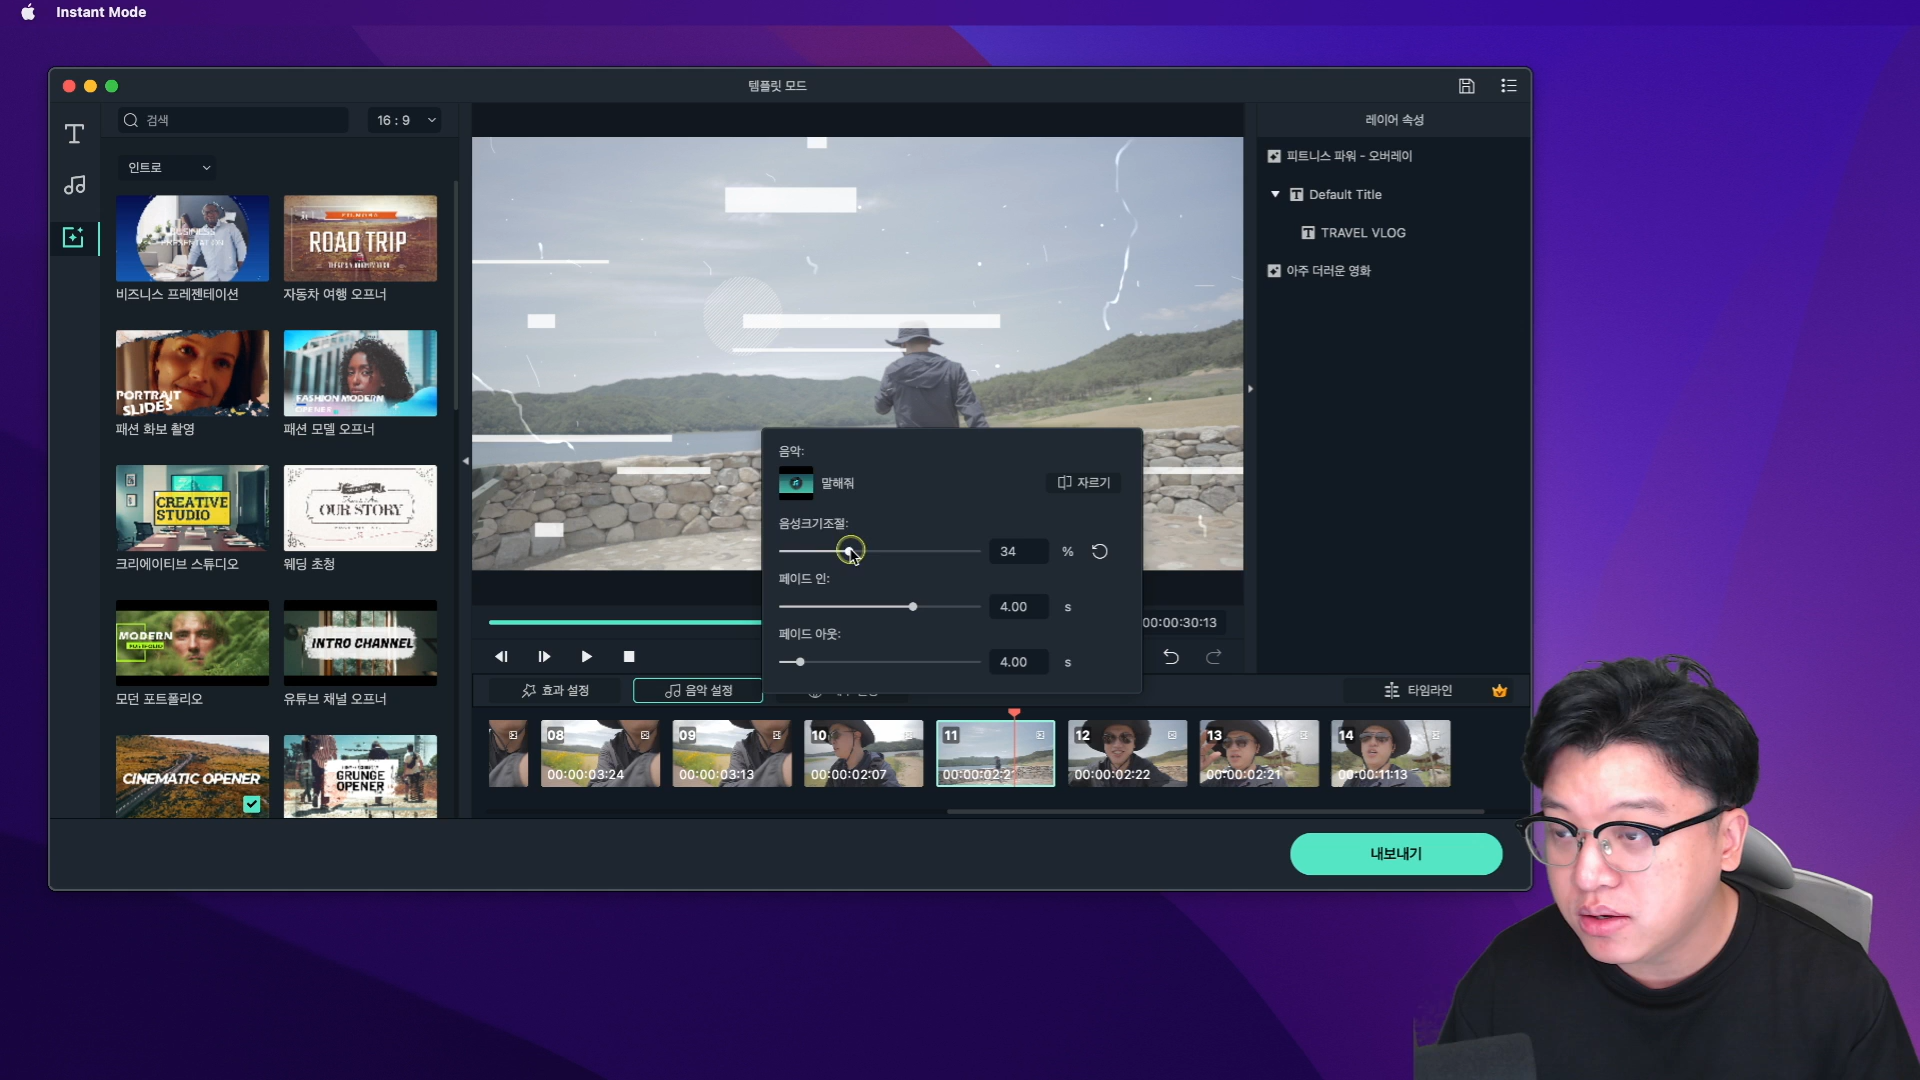 Instant Mode
템플릿 모드
검색
16 : 9
인트로
BUSINESS
PRESENTATION
비즈니스 프레젠테이션
FILMORA
ROAD TRIP
자동차 여행 오프너
PORTRAIT
SLIDES
패션 화보 촬영
FASHION MODERN
OPENER
패션 모델 오프너
CREATIVE
STUDIO
크리에이티브 스튜디오
OUR STORY
웨딩 초청
MODERN
PORTFOLIO
모던 포트폴리오
INTRO CHANNEL
유튜브 채널 오프너
CINEMATIC OPENER
GRUNGE
OPENER
음악:
말해줘
자르기
음성크기조절:
34 %
페이드 인:
4.00 s
페이드 아웃:
4.00 s
00:00:30:13
효과 설정
음악 설정
타임라인
08
00:00:03:24
09
00:00:03:13
10
00:00:02:07
11
00:00:02:2
12
00:00:02:22
13
00:00:02:21
14
00:00:11:13
레이어 속성
피트니스 파워 - 오버레이
Default Title
TRAVEL VLOG
아주 더러운 영화
내보내기